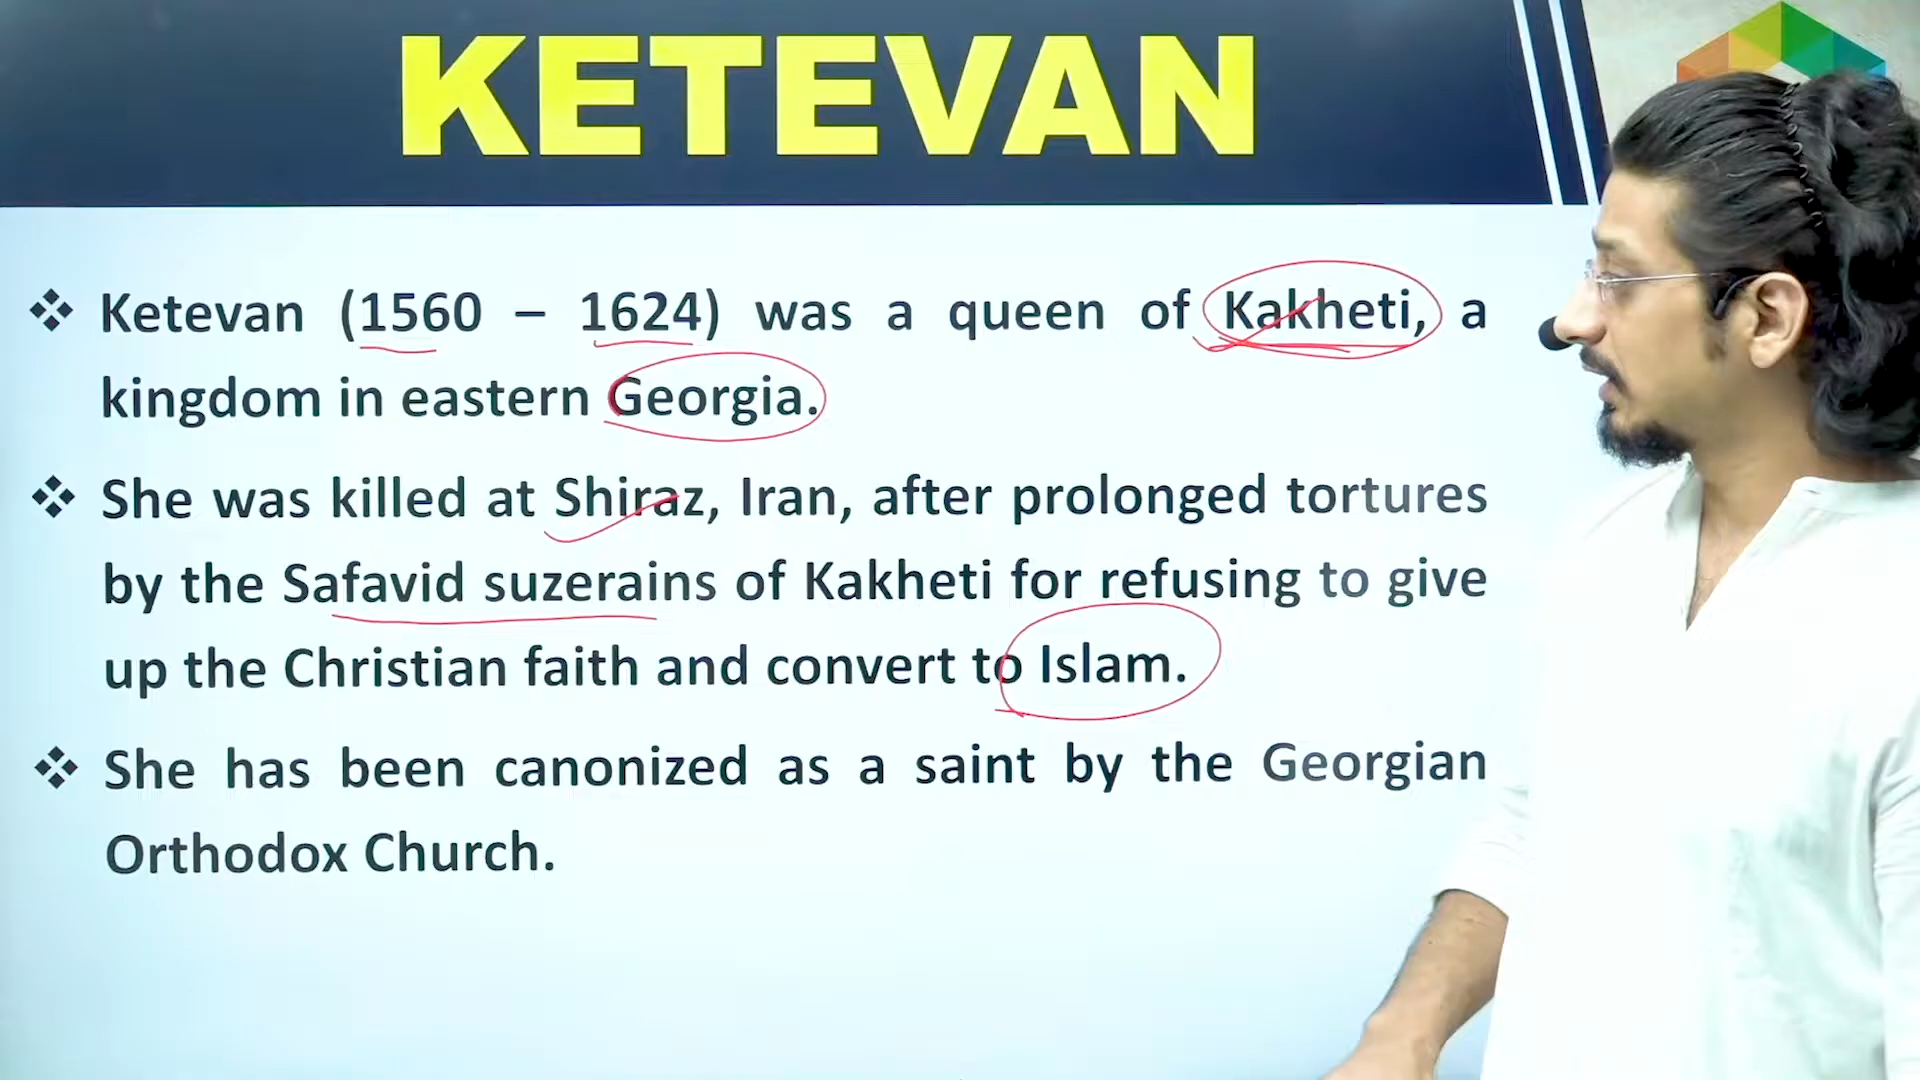 KETEVAN
❖ Ketevan (1560 – 1624) was a queen of Kakheti, a
kingdom in eastern Georgia.
❖ She was killed at Shiraz, Iran, after prolonged tortures
by the Safavid suzerains of Kakheti for refusing to give
up the Christian faith and convert to Islam.
❖ She has been canonized as a saint by the Georgian
Orthodox Church.